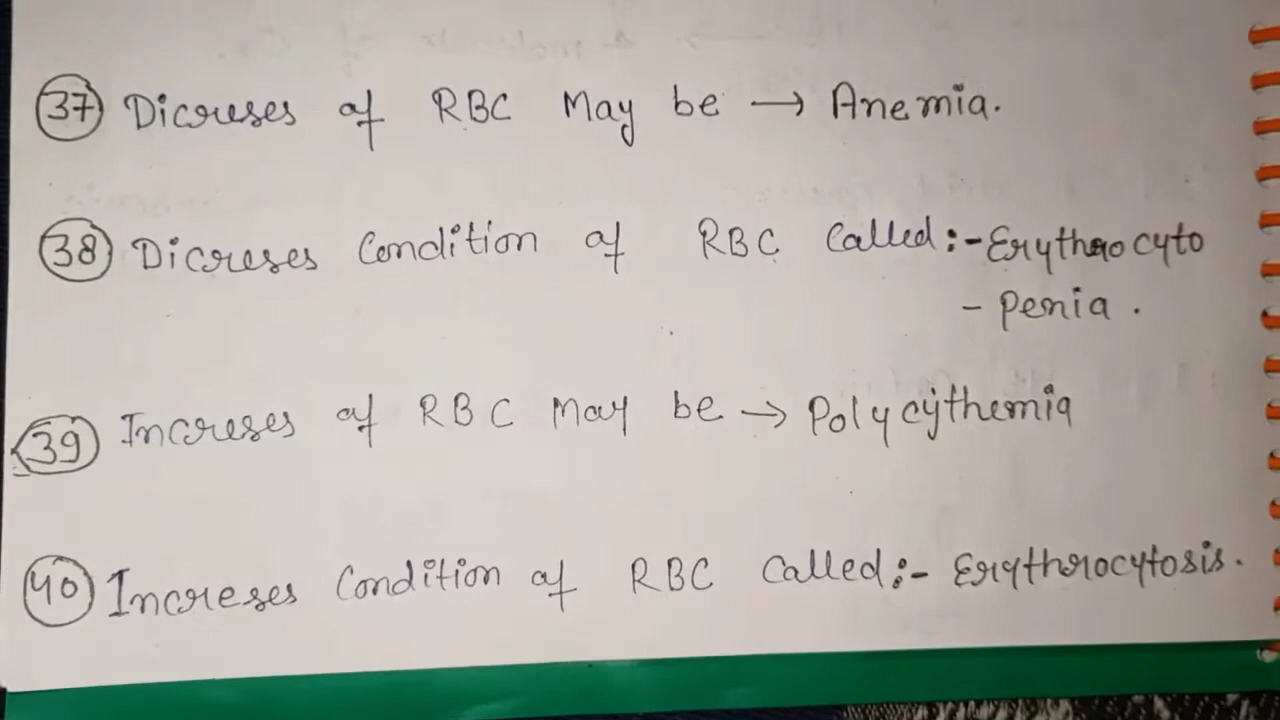 37 Dicreses of RBC May be → Anemia.
38 Dicreses Condition of RBC Called:- Erythrocyto
- penia.
39 Increses of RBC May be → Polycythemia
40 Increses Condition of RBC Called:- Erythrocytosis.